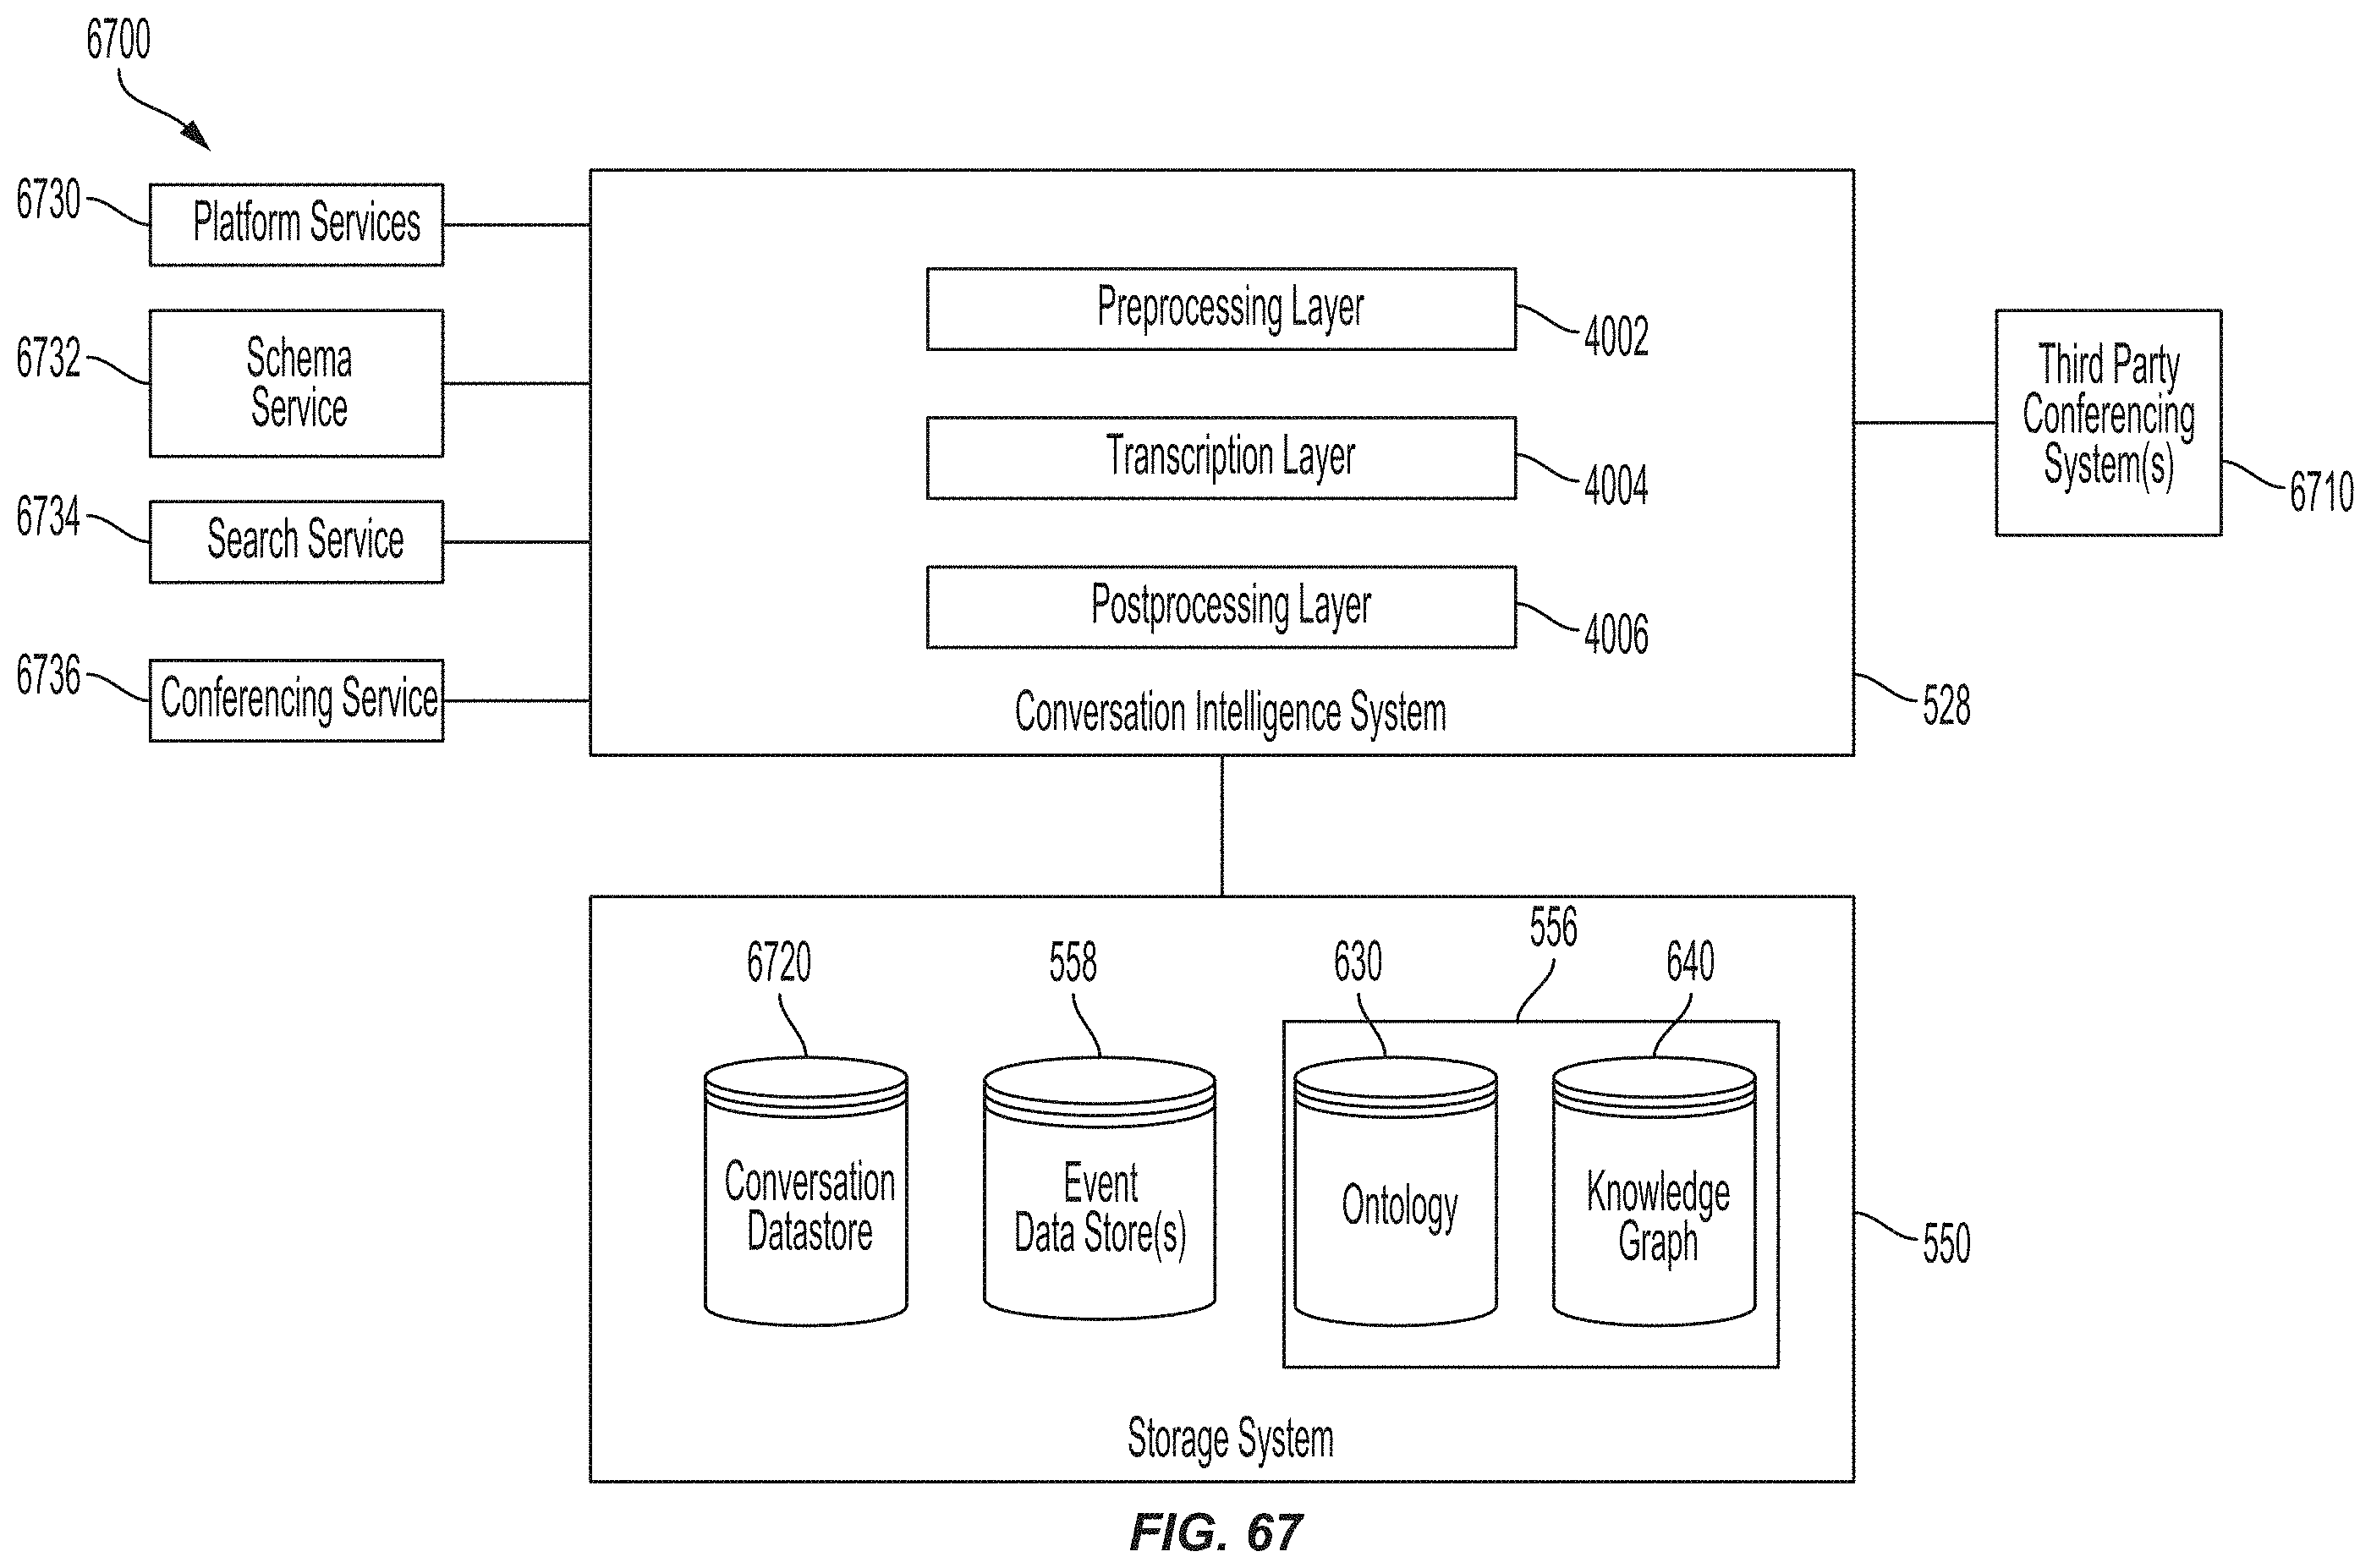 6700
6730
Platform Services
6732
Schema
Service
6734
Search Service
6736
Conferencing Service
Preprocessing Layer
4002
Transcription Layer
4004
Postprocessing Layer
4006
Conversation Intelligence System
528
Third Party
Conferencing
System(s)
6710
6720
558
630
556
640
Conversation
Datastore
Event
Data Store(s)
Ontology
Knowledge
Graph
550
Storage System
FIG. 67